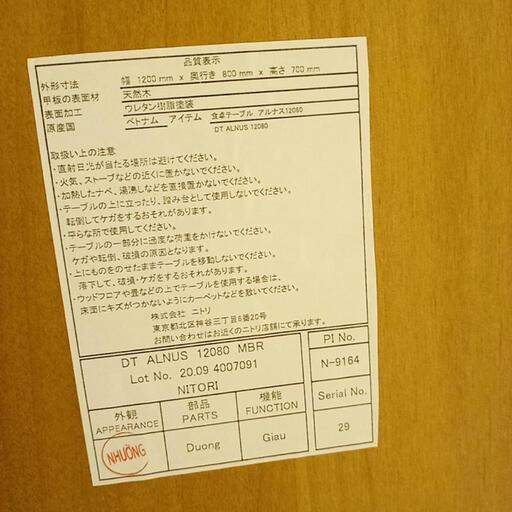 品質表示
外形寸法 幅 1200 mm x 奥行き 800 mm x 高さ 700 mm
甲板の表面材 天然木
表面加工 ウレタン樹脂塗装
原産国 ベトナム アイテム 食卓テーブル アルナス12080
DT ALNUS 12080
取扱い上の注意
・直射日光が当たる場所は避けてください。
・火気、ストーブなどの近くに置かないでください。
・加熱したナベ、湯沸しなどを直接置かないでください。
・テーブルの上に立ったり、踏み台として使用しないでください。
転倒してケガをするおそれがあります。
・平らな所で使用してください。
・テーブルの一部分に過度な荷重をかけないでください。
ケガや転倒、破損の原因となります。
・上にものをのせたままテーブルを移動しないでください。
落下して、破損・ケガをするおそれがあります。
・ウッドフロアや畳などの上でテーブルを使用する場合は、
床面にキズがつかないようにカーペットなどを敷いてください。
株式会社 ニトリ
東京都北区神谷三丁目6番20号
お問い合わせはお近くのニトリ店舗にて承ります。
DT ALNUS 12080 MBR
Lot No. 20.09 4007091
NITORI
PI No.
N-9164
外観 部品 機能
APPEARANCE PARTS FUNCTION
Serial No.
NHUỜNG Duong Giau 29